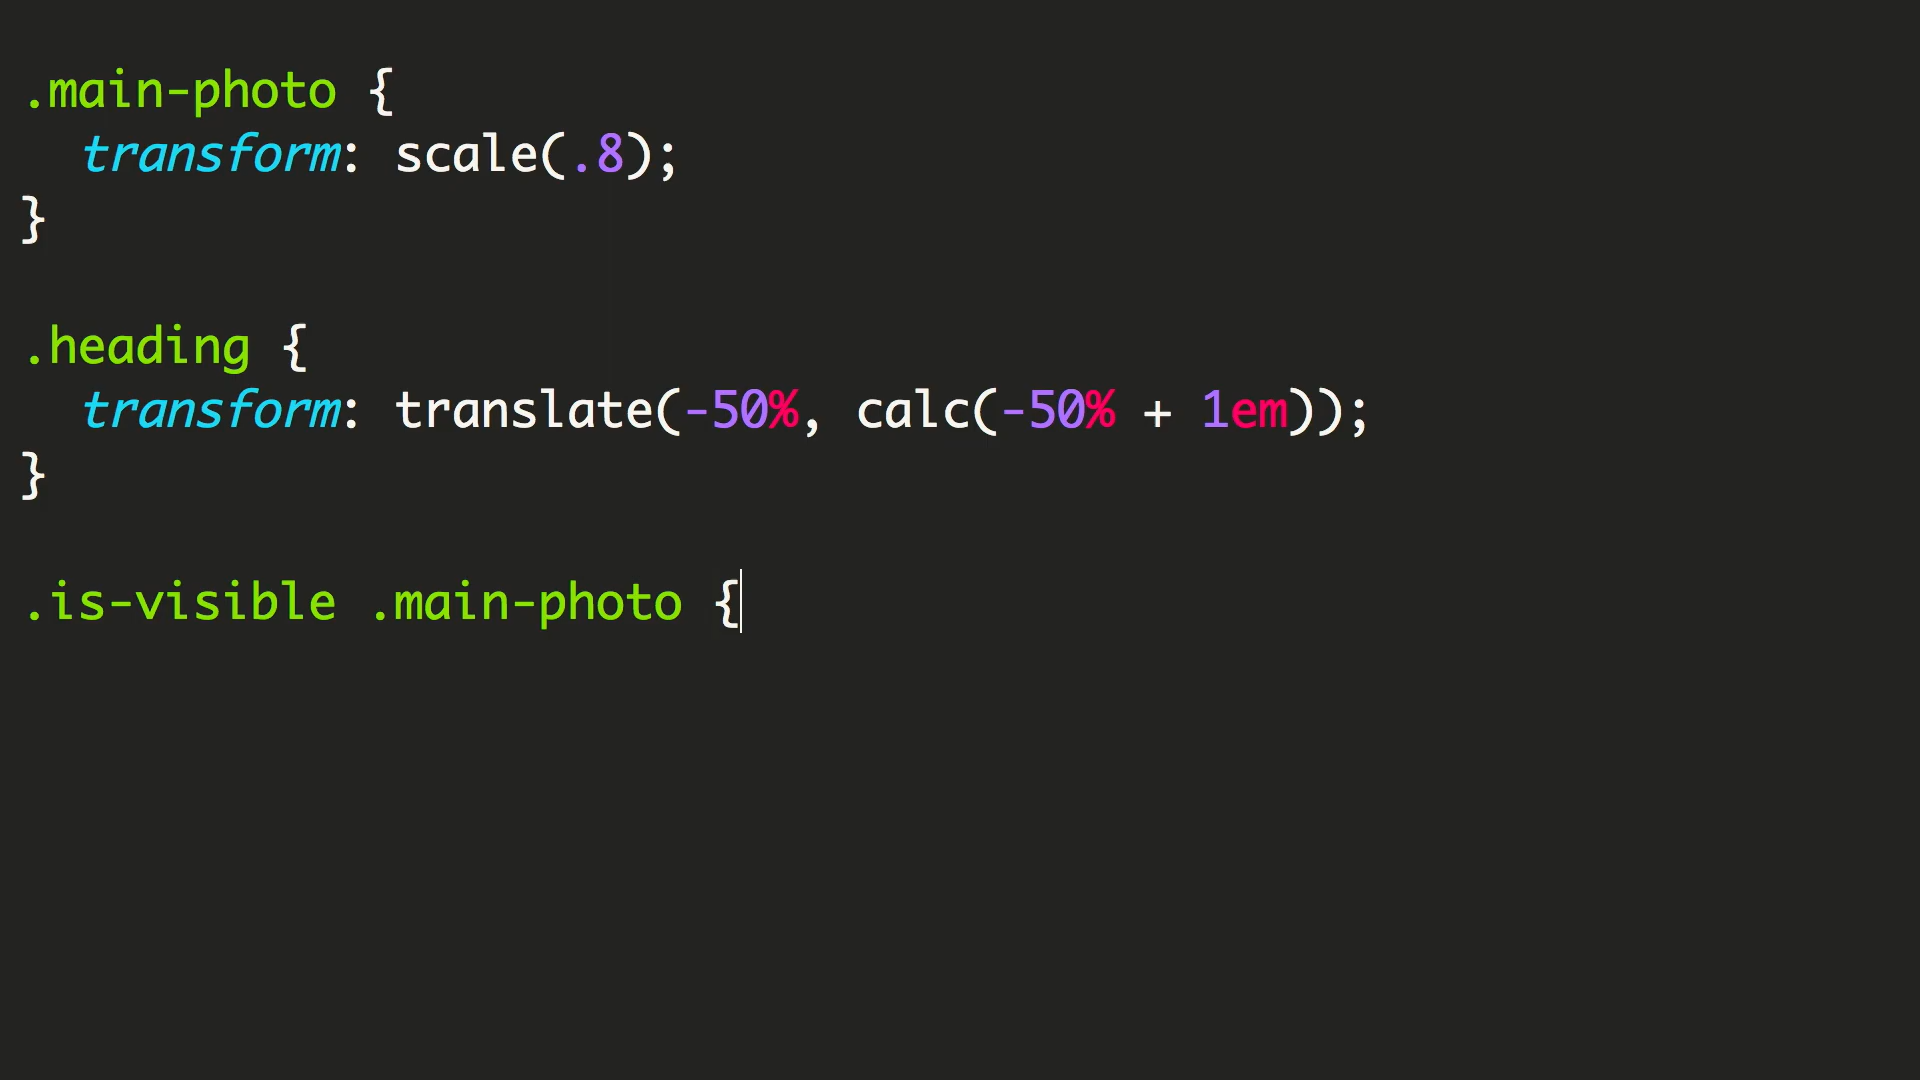 .main-photo {
  transform: scale(.8);
}
.heading {
  transform: translate(-50%, calc(-50% + 1em));
}
.is-visible .main-photo {